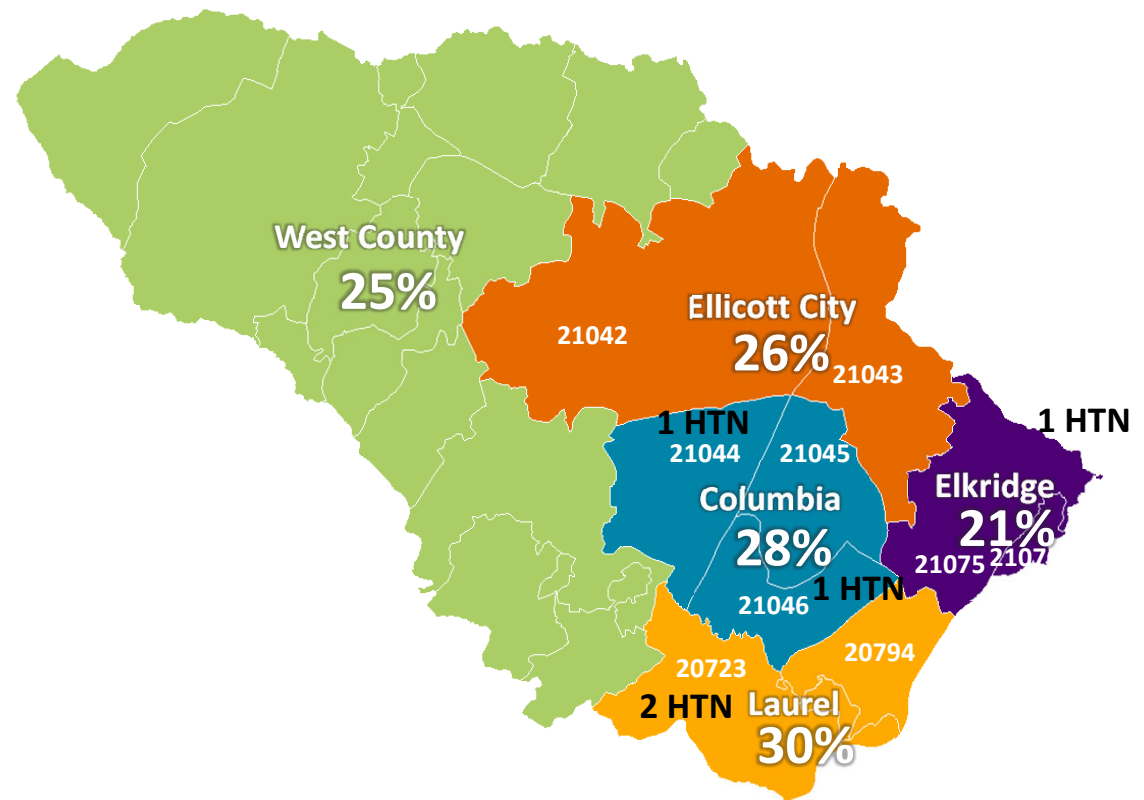 West County
25%
Ellicott City
26%
21042
21043
1 HTN
21044
21045
Columbia
28%
21046
1 HTN
1 HTN
Elkridge
21%
21075
2107
20723
20794
2 HTN
Laurel
30%